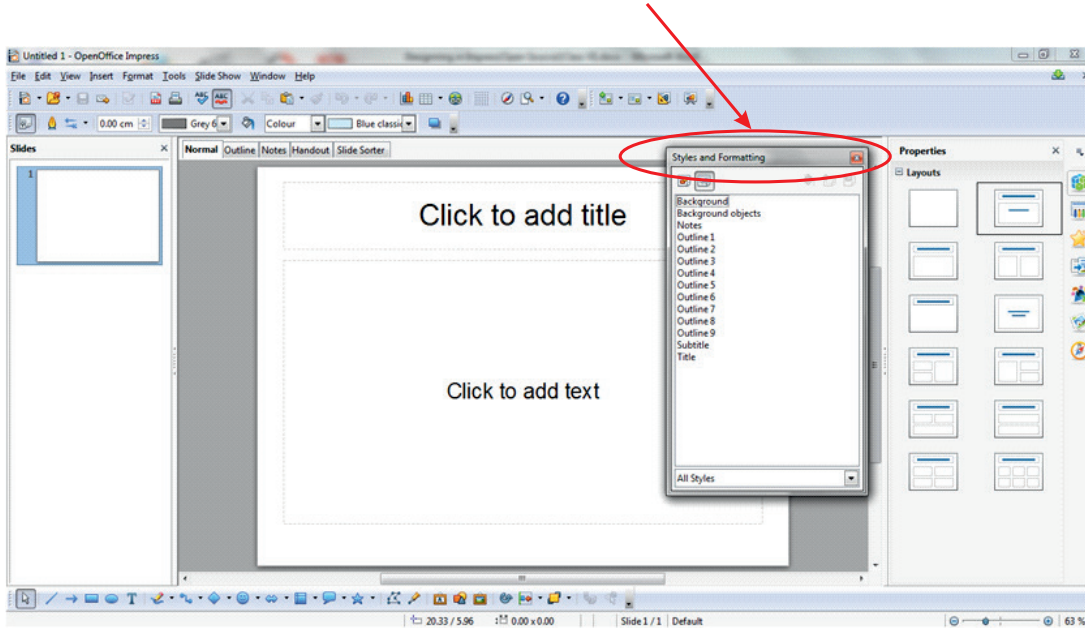 Untitled 1 - OpenOffice Impress
File Edit View Insert Format Tools Slide Show Window Help
0.00 cm Grey 6 Colour Blue classic
Slides
Normal Outline Notes Handout Slide Sorter
Styles and Formatting
Properties
Layouts
1
Click to add title
Background
Background objects
Notes
Outline 1
Outline 2
Outline 3
Outline 4
Outline 5
Outline 6
Outline 7
Outline 8
Outline 9
Subtitle
Title
Click to add text
All Styles
20.33 / 5.96 0.00 x 0.00 Slide 1 / 1 Default 63 %